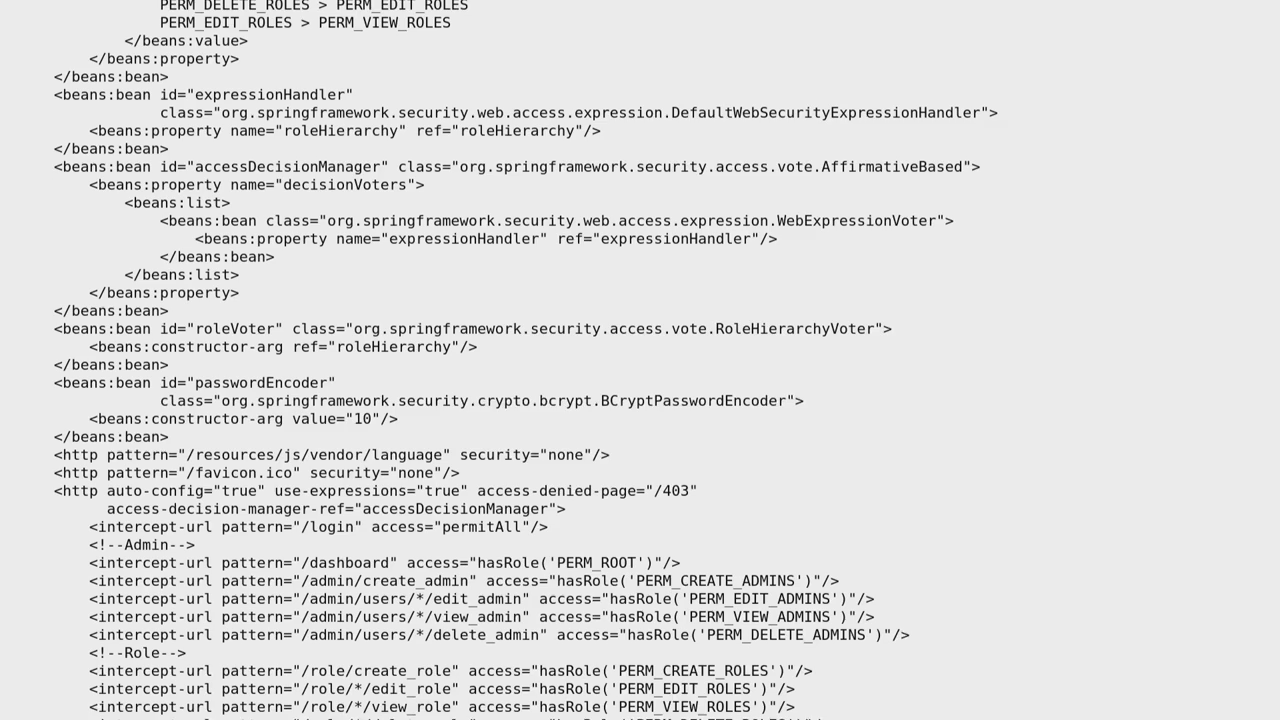 PERM_DELETE_ROLES > PERM_EDIT_ROLES
PERM_EDIT_ROLES > PERM_VIEW_ROLES
</beans:value>
</beans:property>
</beans:bean>
<beans:bean id="expressionHandler"
class="org.springframework.security.web.access.expression.DefaultWebSecurityExpressionHandler">
<beans:property name="roleHierarchy" ref="roleHierarchy"/>
</beans:bean>
<beans:bean id="accessDecisionManager" class="org.springframework.security.access.vote.AffirmativeBased">
<beans:property name="decisionVoters">
<beans:list>
<beans:bean class="org.springframework.security.web.access.expression.WebExpressionVoter">
<beans:property name="expressionHandler" ref="expressionHandler"/>
</beans:bean>
</beans:list>
</beans:property>
</beans:bean>
<beans:bean id="roleVoter" class="org.springframework.security.access.vote.RoleHierarchyVoter">
<beans:constructor-arg ref="roleHierarchy"/>
</beans:bean>
<beans:bean id="passwordEncoder"
class="org.springframework.security.crypto.bcrypt.BCryptPasswordEncoder">
<beans:constructor-arg value="10"/>
</beans:bean>
<http pattern="/resources/js/vendor/language" security="none"/>
<http pattern="/favicon.ico" security="none"/>
<http auto-config="true" use-expressions="true" access-denied-page="/403"
access-decision-manager-ref="accessDecisionManager">
<intercept-url pattern="/login" access="permitAll"/>
<!--Admin-->
<intercept-url pattern="/dashboard" access="hasRole('PERM_ROOT')"/>
<intercept-url pattern="/admin/create_admin" access="hasRole('PERM_CREATE_ADMINS')"/>
<intercept-url pattern="/admin/users/*/edit_admin" access="hasRole('PERM_EDIT_ADMINS')"/>
<intercept-url pattern="/admin/users/*/view_admin" access="hasRole('PERM_VIEW_ADMINS')"/>
<intercept-url pattern="/admin/users/*/delete_admin" access="hasRole('PERM_DELETE_ADMINS')"/>
<!--Role-->
<intercept-url pattern="/role/create_role" access="hasRole('PERM_CREATE_ROLES')"/>
<intercept-url pattern="/role/*/edit_role" access="hasRole('PERM_EDIT_ROLES')"/>
<intercept-url pattern="/role/*/view_role" access="hasRole('PERM_VIEW_ROLES')"/>